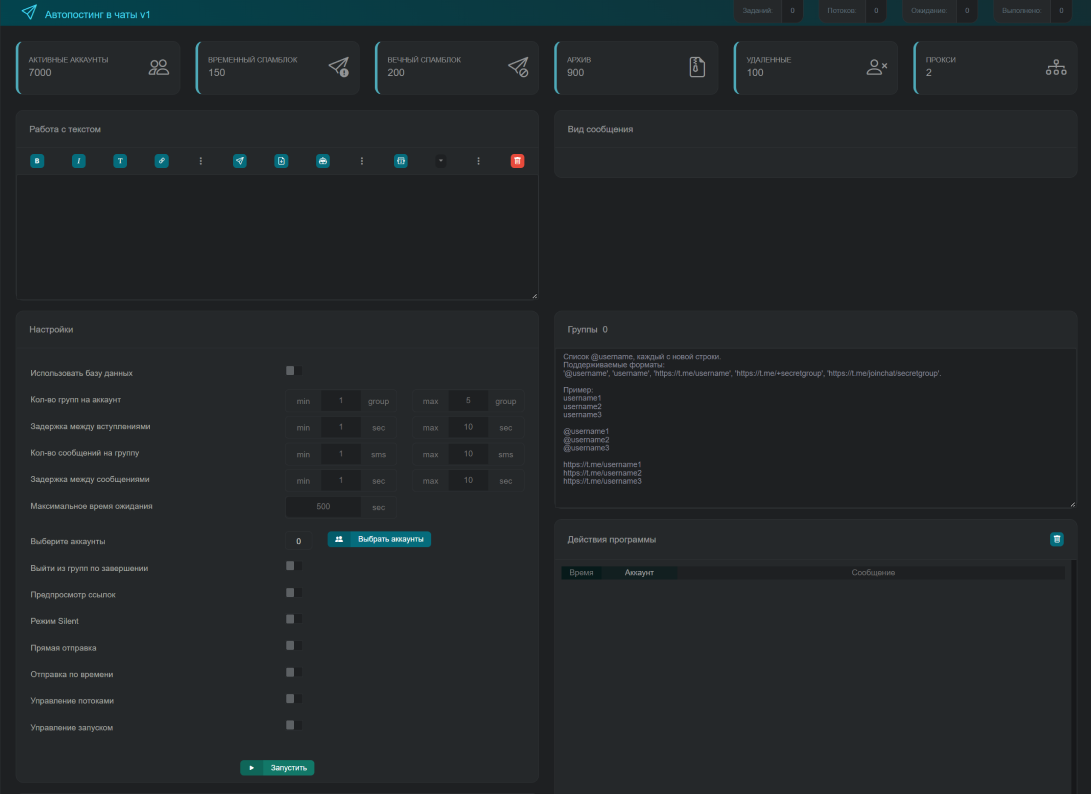 Автопостинг в чаты v1
Заданий: 0
Потоков: 0
Ожидание: 0
Выполнено: 0
АКТИВНЫЕ АККАУНТЫ
7000
ВРЕМЕННЫЙ СПАМБЛОК
150
ВЕЧНЫЙ СПАМБЛОК
200
АРХИВ
900
УДАЛЕННЫЕ
100
ПРОКСИ
2
Работа с текстом
B I T
Вид сообщения
Настройки
Использовать базу данных
Кол-во групп на аккаунт min 1 group max 5 group
Задержка между вступлениями min 1 sec max 10 sec
Кол-во сообщений на группу min 1 sms max 10 sms
Задержка между сообщениями min 1 sec max 10 sec
Максимальное время ожидания 500 sec
Выберите аккаунты 0 Выбрать аккаунты
Выйти из групп по завершении
Предпросмотр ссылок
Режим Silent
Прямая отправка
Отправка по времени
Управление потоками
Управление запуском
Запустить
Группы 0
Список @username, каждый с новой строки.
Поддерживаемые форматы:
'@username', 'username', 'https://t.me/username', 'https://t.me/+secretgroup', 'https://t.me/joinchat/secretgroup'.
Пример:
username1
username2
username3
@username1
@username2
@username3
https://t.me/username1
https://t.me/username2
https://t.me/username3
Действия программы
Время Аккаунт Сообщение